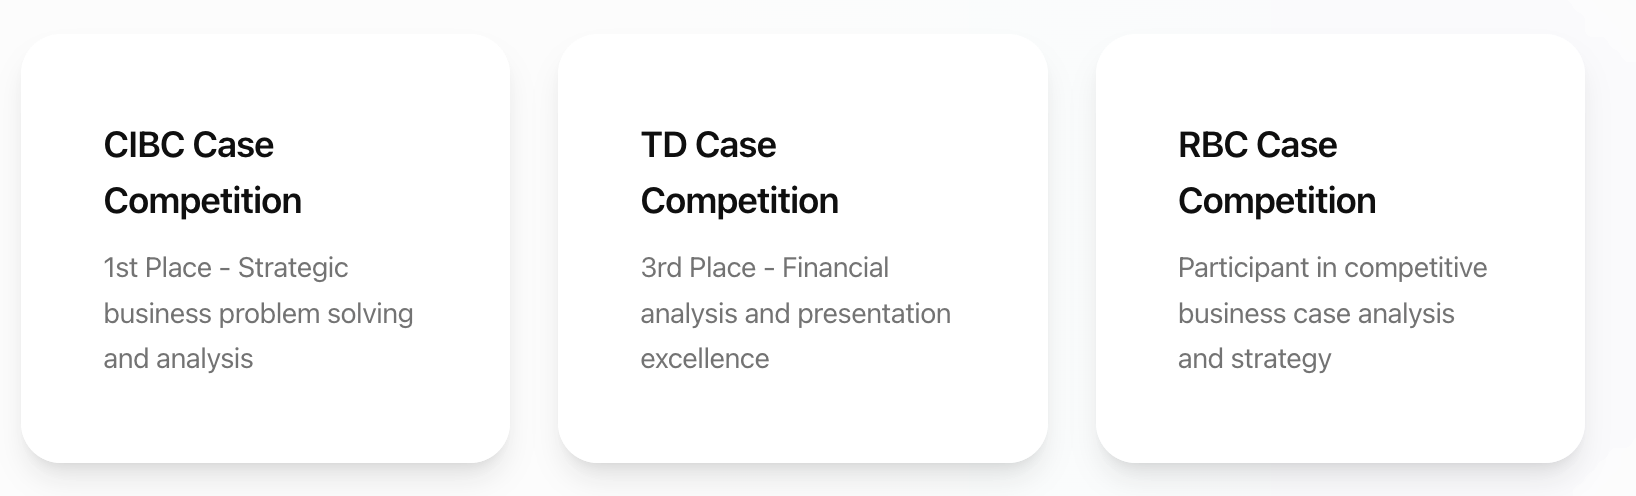 CIBC Case
Competition
1st Place - Strategic
business problem solving
and analysis
TD Case
Competition
3rd Place - Financial
analysis and presentation
excellence
RBC Case
Competition
Participant in competitive
business case analysis
and strategy